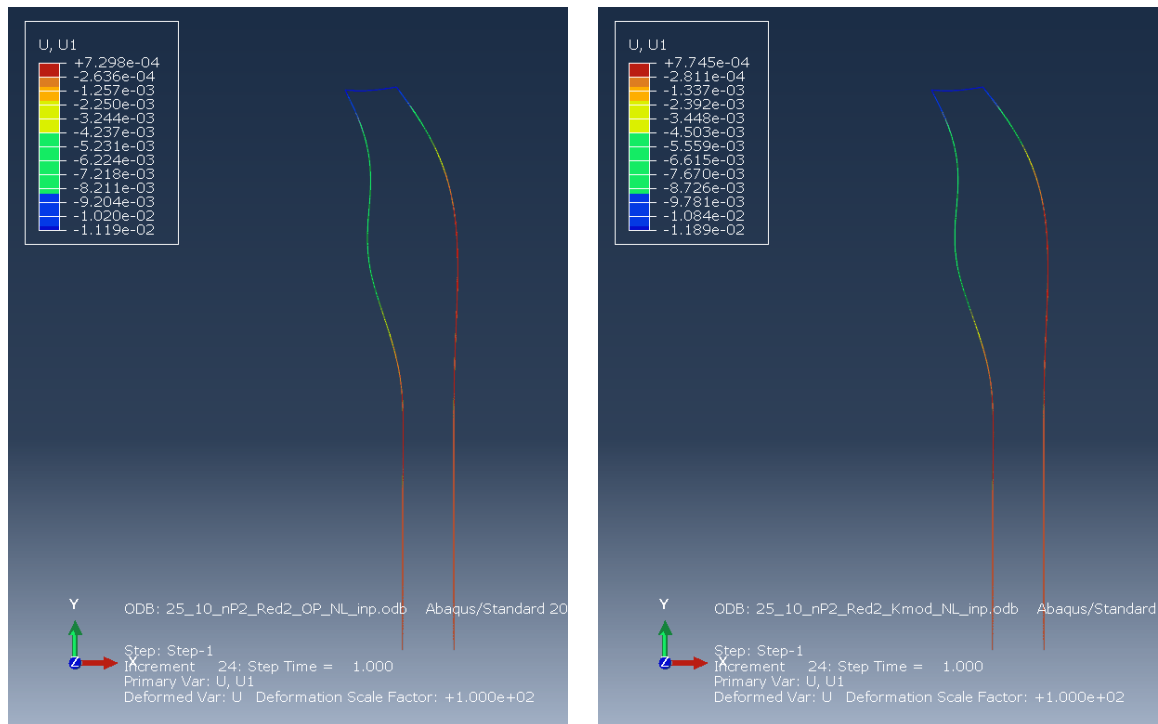 U, U1
+7.298e-04
-2.636e-04
-1.257e-03
-2.250e-03
-3.244e-03
-4.237e-03
-5.231e-03
-6.224e-03
-7.218e-03
-8.211e-03
-9.204e-03
-1.020e-02
-1.119e-02
Y
Z
X
ODB: 25_10_nP2_Red2_OP_NL_inp.odb Abaqus/Standard 20
Step: Step-1
Increment 24: Step Time = 1.000
Primary Var: U, U1
Deformed Var: U Deformation Scale Factor: +1.000e+02
U, U1
+7.745e-04
-2.811e-04
-1.337e-03
-2.392e-03
-3.448e-03
-4.503e-03
-5.559e-03
-6.615e-03
-7.670e-03
-8.726e-03
-9.781e-03
-1.084e-02
-1.189e-02
Y
Z
X
ODB: 25_10_nP2_Red2_Kmod_NL_inp.odb Abaqus/Standard
Step: Step-1
Increment 24: Step Time = 1.000
Primary Var: U, U1
Deformed Var: U Deformation Scale Factor: +1.000e+02